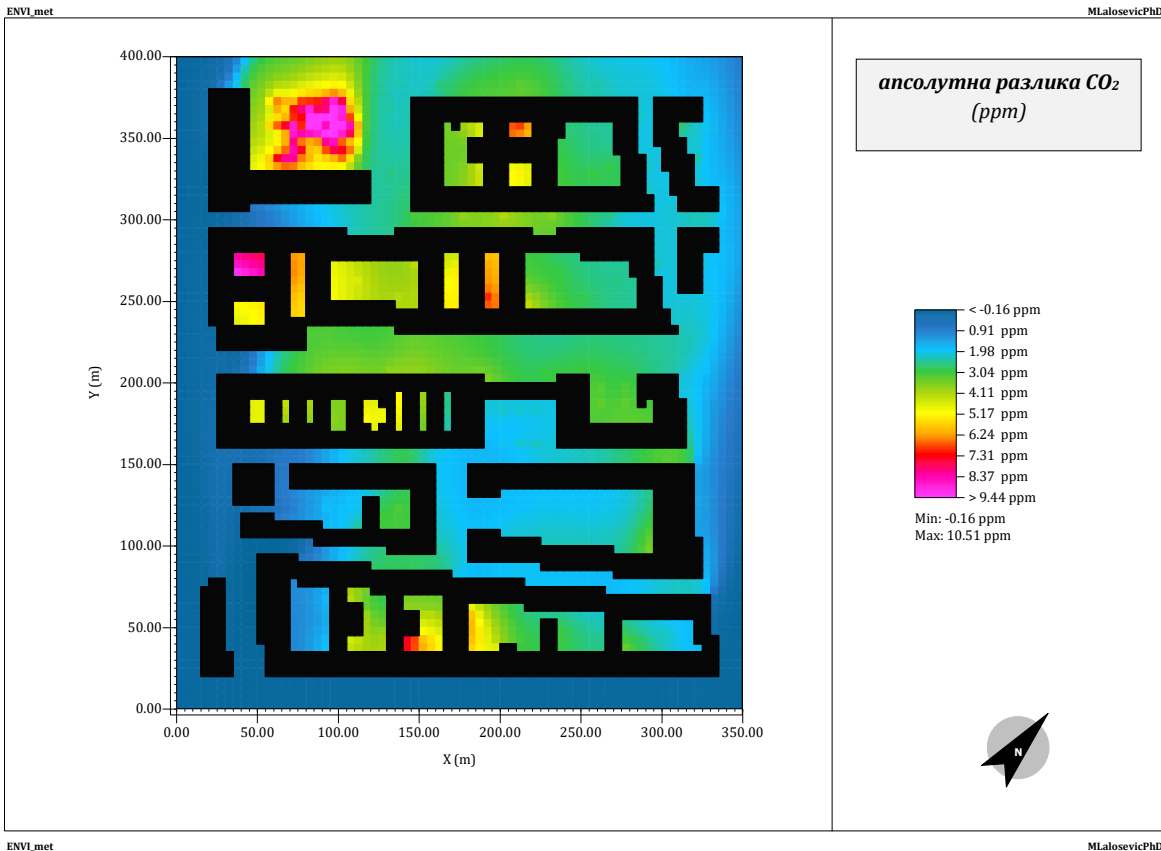 ENVI_met
MLalosevicPhD
апсолутна разлика CO₂
(ppm)
400.00
350.00
300.00
250.00
200.00
150.00
100.00
50.00
0.00
Y (m)
0.00 50.00 100.00 150.00 200.00 250.00 300.00 350.00
X (m)
< -0.16 ppm
0.91 ppm
1.98 ppm
3.04 ppm
4.11 ppm
5.17 ppm
6.24 ppm
7.31 ppm
8.37 ppm
> 9.44 ppm
Min: -0.16 ppm
Max: 10.51 ppm
N
ENVI_met
MLalosevicPhD